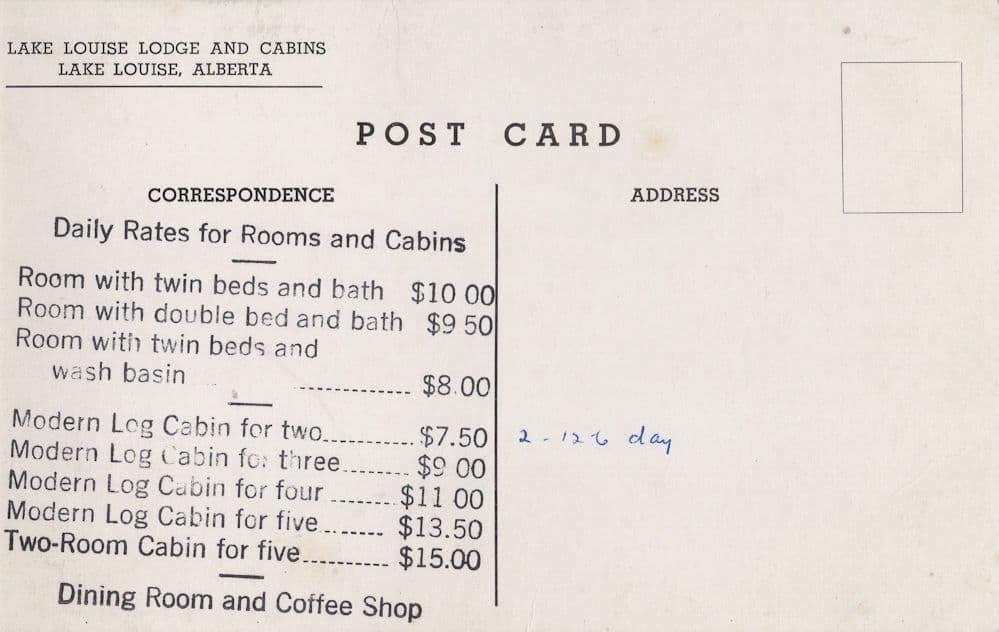 LAKE LOUISE LODGE AND CABINS
LAKE LOUISE, ALBERTA
POST CARD
CORRESPONDENCE
ADDRESS
Daily Rates for Rooms and Cabins
Room with twin beds and bath $10 00
Room with double bed and bath $9 50
Room with twin beds and
wash basin ------------- $8.00
Modern Log Cabin for two............ $7.50
2 - 12 6 day
Modern Log Cabin for three........ $9 00
Modern Log Cabin for four ........ $11 00
Modern Log Cabin for five........ $13.50
Two-Room Cabin for five........... $15.00
Dining Room and Coffee Shop